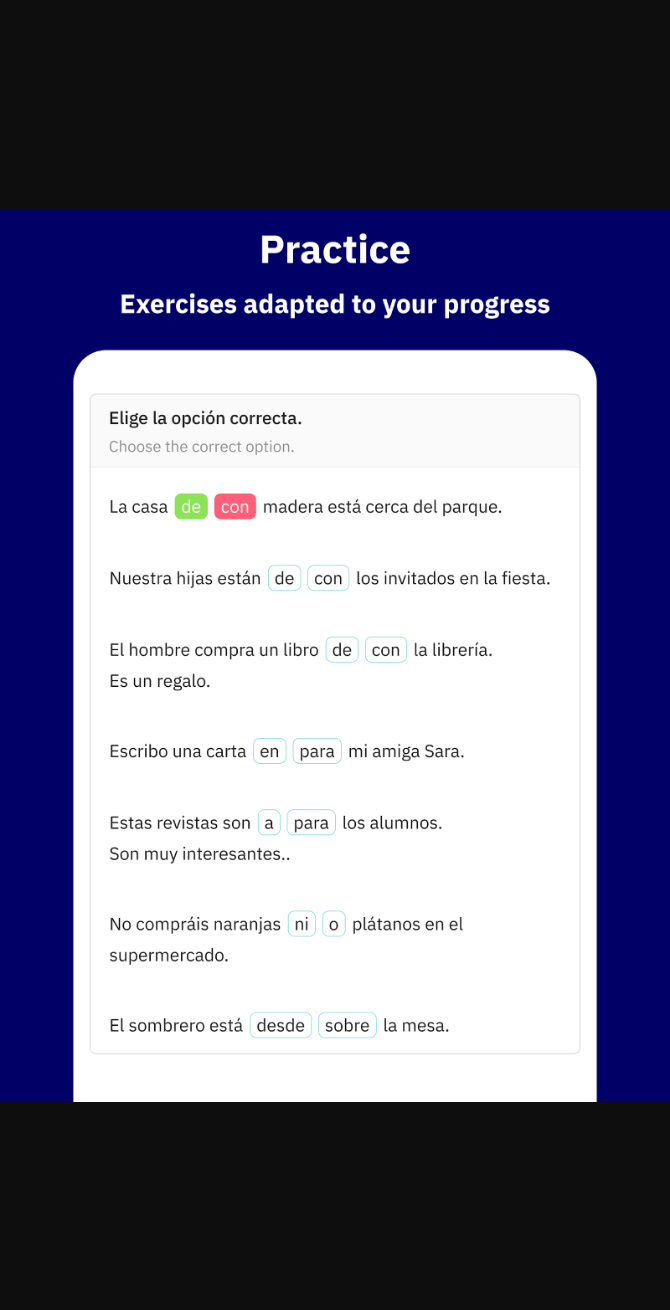 Practice
Exercises adapted to your progress
Elige la opción correcta.
Choose the correct option.
La casa de con madera está cerca del parque.
Nuestra hijas están de con los invitados en la fiesta.
El hombre compra un libro de con la librería.
Es un regalo.
Escribo una carta en para mi amiga Sara.
Estas revistas son a para los alumnos.
Son muy interesantes..
No compráis naranjas ni o plátanos en el
supermercado.
El sombrero está desde sobre la mesa.